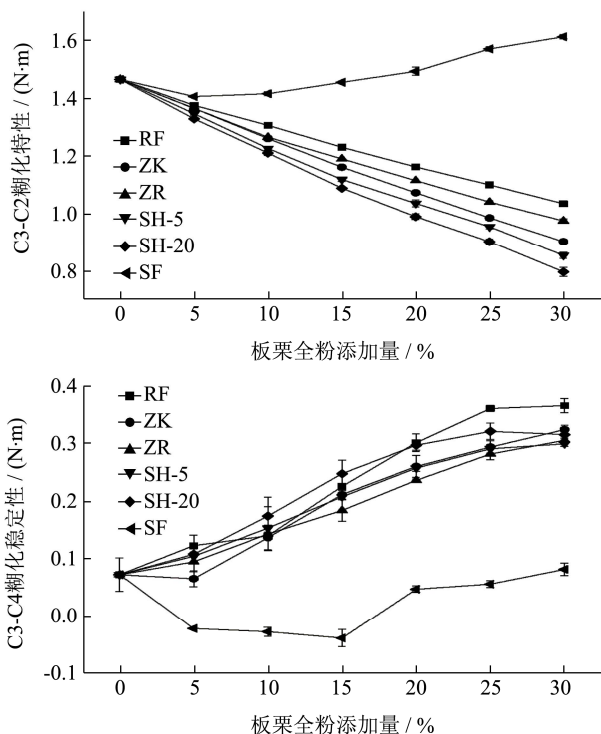 C3-C2糊化特性 / (N·m)
1.6
1.4
1.2
1.0
0.8
RF
ZK
ZR
SH-5
SH-20
SF
0 5 10 15 20 25 30
板栗全粉添加量 / %
C3-C4糊化稳定性 / (N·m)
0.4
0.3
0.2
0.1
0.0
-0.1
RF
ZK
ZR
SH-5
SH-20
SF
0 5 10 15 20 25 30
板栗全粉添加量 / %